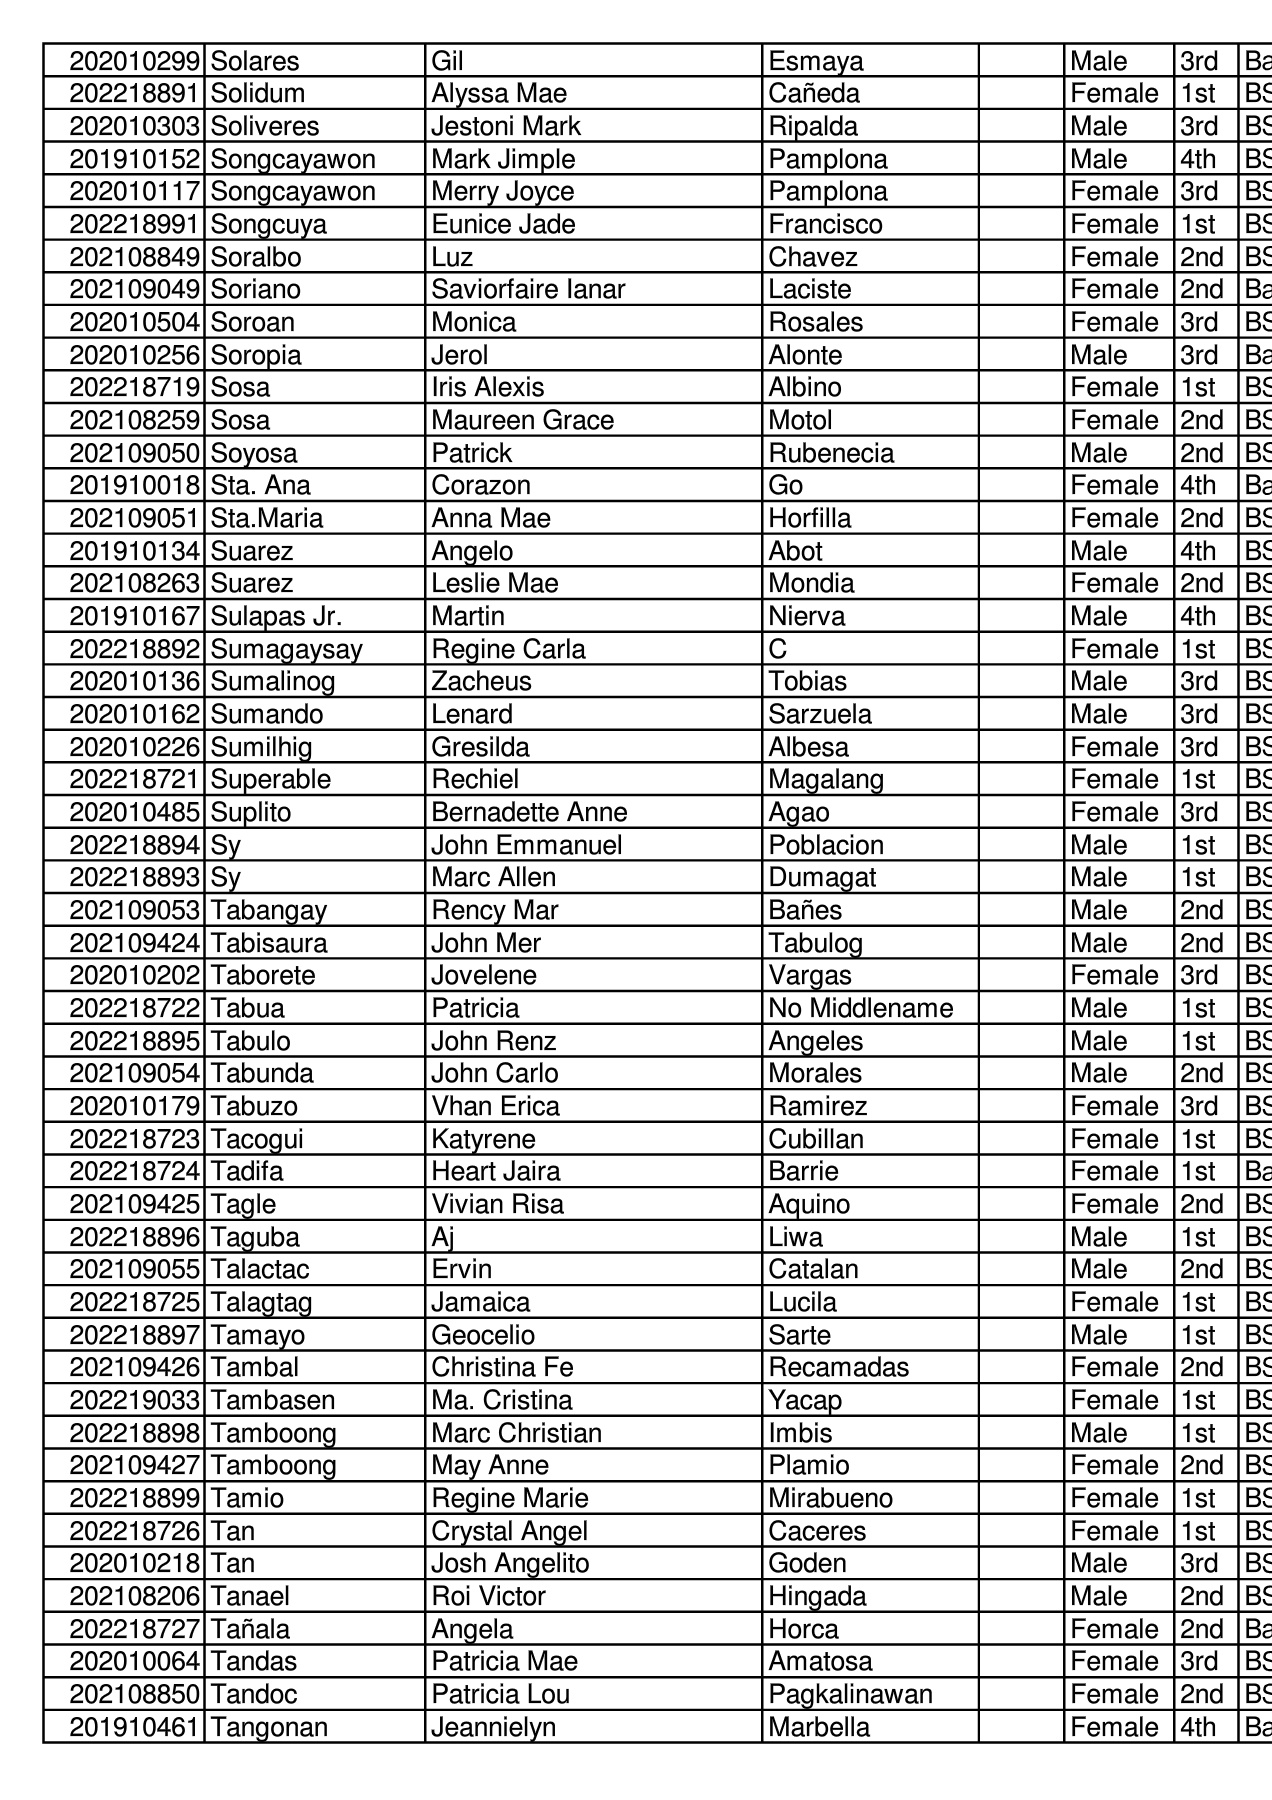 202010299 Solares Gil Esmaya Male 3rd Ba
202218891 Solidum Alyssa Mae Cañeda Female 1st BS
202010303 Soliveres Jestoni Mark Ripalda Male 3rd BS
201910152 Songcayawon Mark Jimple Pamplona Male 4th BS
202010117 Songcayawon Merry Joyce Pamplona Female 3rd BS
202218991 Songcuya Eunice Jade Francisco Female 1st BS
202108849 Soralbo Luz Chavez Female 2nd BS
202109049 Soriano Saviorfaire Ianar Laciste Female 2nd Ba
202010504 Soroan Monica Rosales Female 3rd BS
202010256 Soropia Jerol Alonte Male 3rd Ba
202218719 Sosa Iris Alexis Albino Female 1st BS
202108259 Sosa Maureen Grace Motol Female 2nd BS
202109050 Soyosa Patrick Rubenecia Male 2nd BS
201910018 Sta. Ana Corazon Go Female 4th Ba
202109051 Sta.Maria Anna Mae Horfilla Female 2nd BS
201910134 Suarez Angelo Abot Male 4th BS
202108263 Suarez Leslie Mae Mondia Female 2nd BS
201910167 Sulapas Jr. Martin Nierva Male 4th BS
202218892 Sumagaysay Regine Carla C Female 1st BS
202010136 Sumalinog Zacheus Tobias Male 3rd BS
202010162 Sumando Lenard Sarzuela Male 3rd BS
202010226 Sumilhig Gresilda Albesa Female 3rd BS
202218721 Superable Rechiel Magalang Female 1st BS
202010485 Suplito Bernadette Anne Agao Female 3rd BS
202218894 Sy John Emmanuel Poblacion Male 1st BS
202218893 Sy Marc Allen Dumagat Male 1st BS
202109053 Tabangay Rency Mar Bañes Male 2nd BS
202109424 Tabisaura John Mer Tabulog Male 2nd BS
202010202 Taborete Jovelene Vargas Female 3rd BS
202218722 Tabua Patricia No Middlename Male 1st BS
202218895 Tabulo John Renz Angeles Male 1st BS
202109054 Tabunda John Carlo Morales Male 2nd BS
202010179 Tabuzo Vhan Erica Ramirez Female 3rd BS
202218723 Tacogui Katyrene Cubillan Female 1st BS
202218724 Tadifa Heart Jaira Barrie Female 1st Ba
202109425 Tagle Vivian Risa Aquino Female 2nd BS
202218896 Taguba Aj Liwa Male 1st BS
202109055 Talactac Ervin Catalan Male 2nd BS
202218725 Talagtag Jamaica Lucila Female 1st BS
202218897 Tamayo Geocelio Sarte Male 1st BS
202109426 Tambal Christina Fe Recamadas Female 2nd BS
202219033 Tambasen Ma. Cristina Yacap Female 1st BS
202218898 Tamboong Marc Christian Imbis Male 1st BS
202109427 Tamboong May Anne Plamio Female 2nd BS
202218899 Tamio Regine Marie Mirabueno Female 1st BS
202218726 Tan Crystal Angel Caceres Female 1st BS
202010218 Tan Josh Angelito Goden Male 3rd BS
202108206 Tanael Roi Victor Hingada Male 2nd BS
202218727 Tañala Angela Horca Female 2nd Ba
202010064 Tandas Patricia Mae Amatosa Female 3rd BS
202108850 Tandoc Patricia Lou Pagkalinawan Female 2nd BS
201910461 Tangonan Jeannielyn Marbella Female 4th Ba